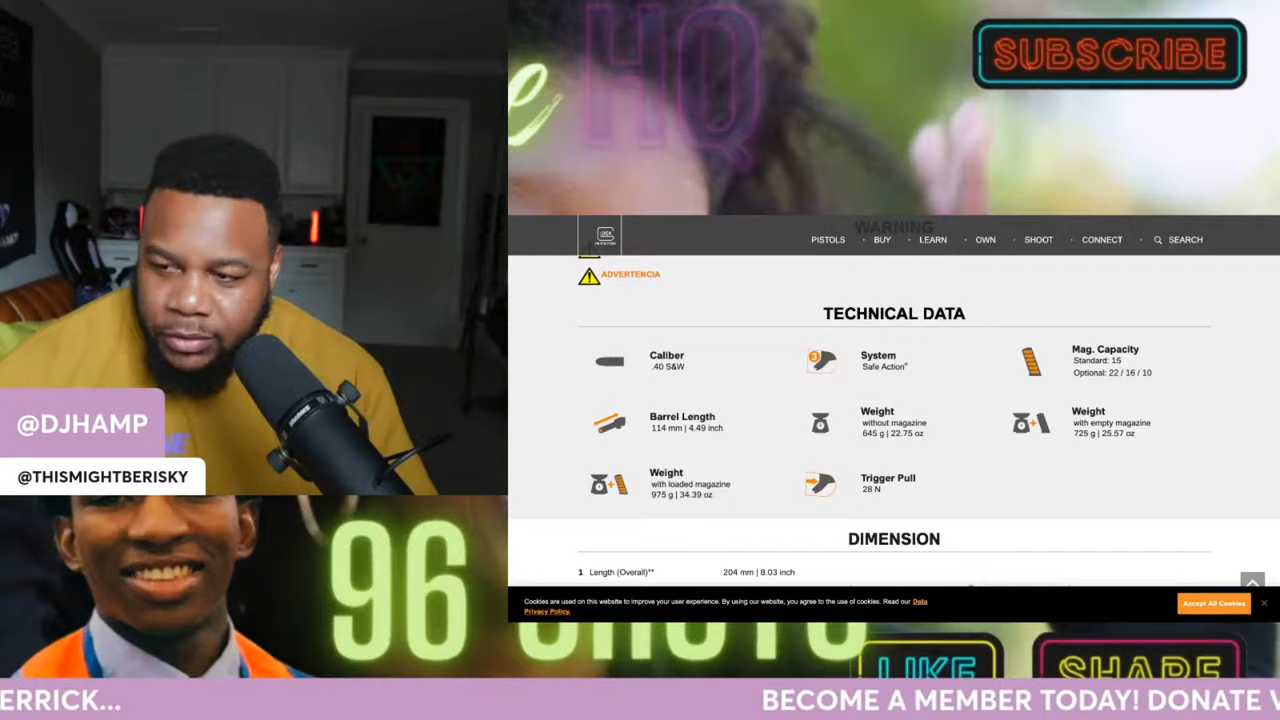 HQ
SUBSCRIBE
WARNING
GLOCK
PISTOLS
BUY
LEARN
OWN
SHOOT
CONNECT
SEARCH
ADVERTENCIA
TECHNICAL DATA
Caliber
.40 S&W
System
Safe Action®
Mag. Capacity
Standard: 15
Optional: 22 / 16 / 10
Barrel Length
114 mm | 4.49 inch
Weight
without magazine
645 g | 22.75 oz
Weight
with empty magazine
725 g | 25.57 oz
Weight
with loaded magazine
975 g | 34.39 oz
Trigger Pull
28 N
DIMENSION
1 Length (Overall)** 204 mm | 8.03 inch
Cookies are used on this website to improve your user experience. By using our website, you agree to the use of cookies. Read our Data
Privacy Policy.
Accept All Cookies
@DJHAMP
@THISMIGHTBERISKY
96
LIKE
SHARE
ERRICK...
BECOME A MEMBER TODAY! DONATE